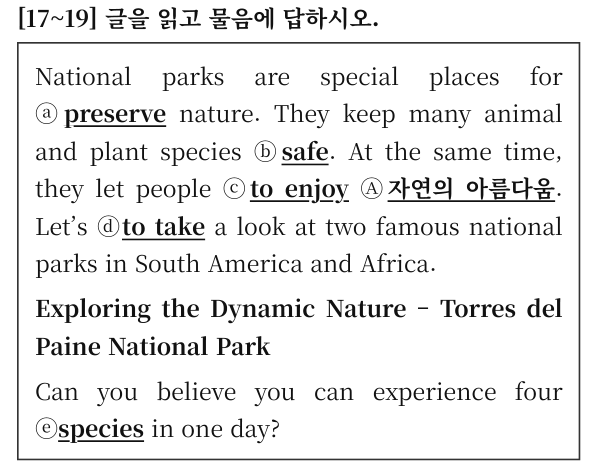 [17~19] 글을 읽고 물음에 답하시오.
National parks are special places for
ⓐ preserve nature. They keep many animal
and plant species ⓑ safe. At the same time,
they let people ⓒ to enjoy Ⓐ 자연의 아름다움.
Let's ⓓ to take a look at two famous national
parks in South America and Africa.
Exploring the Dynamic Nature – Torres del
Paine National Park
Can you believe you can experience four
ⓔ species in one day?